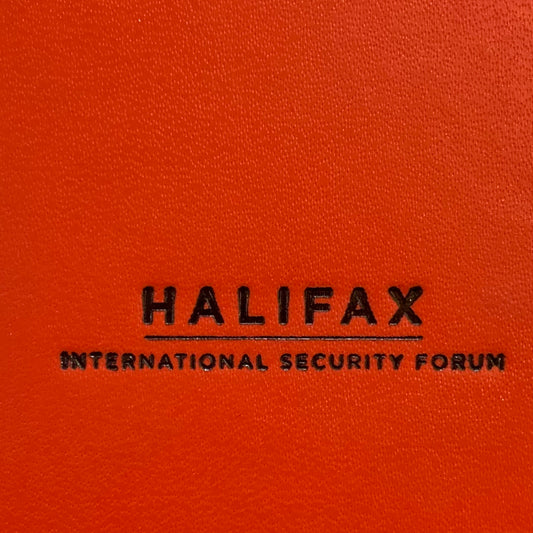 HALIFAX
INTERNATIONAL SECURITY FORUM